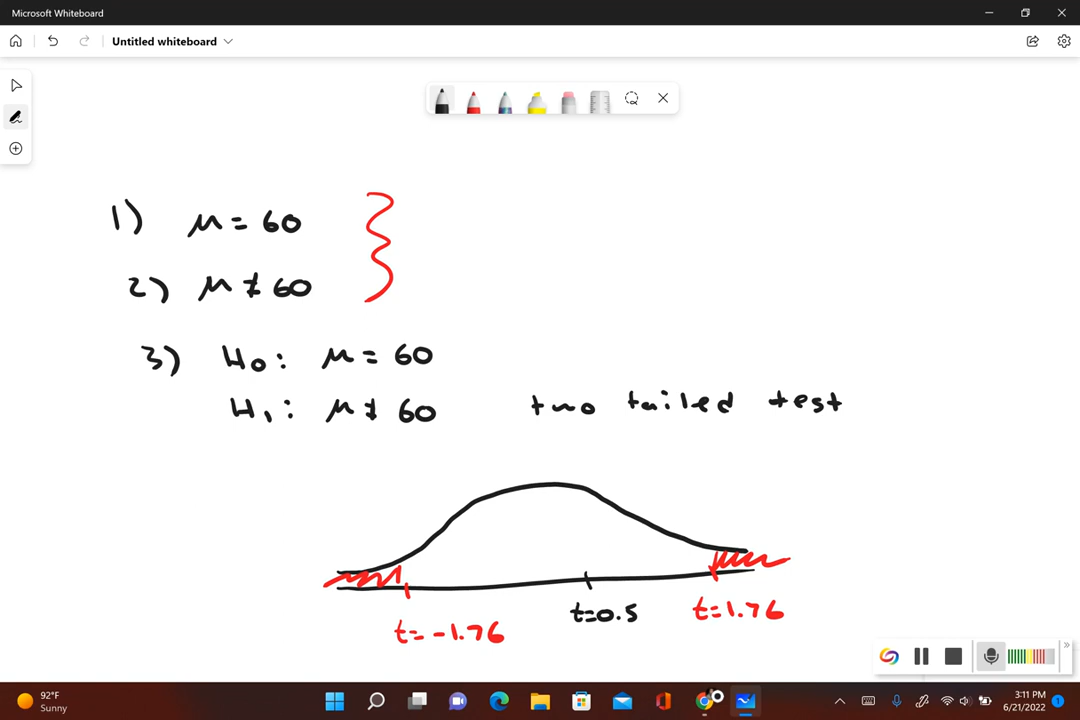 Microsoft Whiteboard
Untitled whiteboard
1) μ = 60
2) μ ≠ 60
3) H0: μ = 60
H1: μ ≠ 60 two tailed test
t=0.5 t=1.76
t= -1.76
92°F
Sunny
3:11 PM
6/21/2022
1